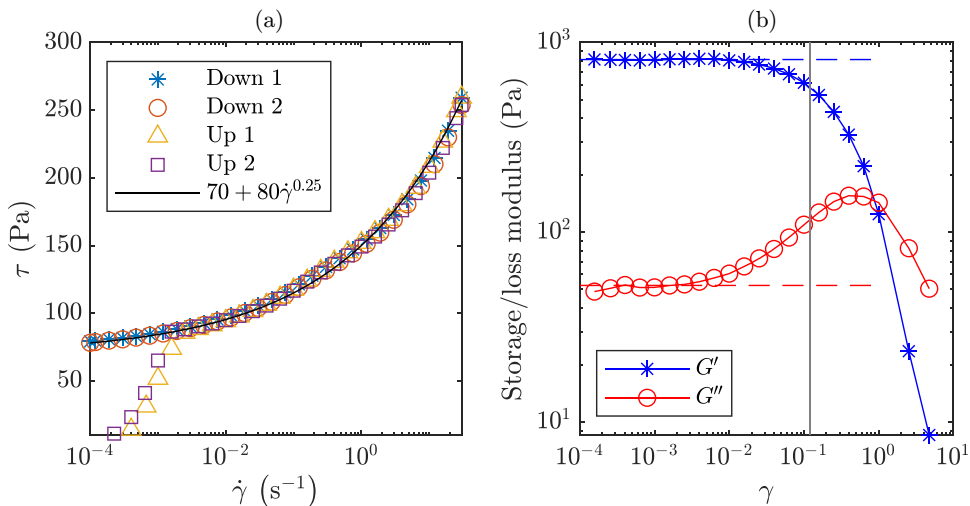 (a)
300
250
200
150
100
50
τ (Pa)
Down 1
Down 2
Up 1
Up 2
70 + 80γ̇^0.25
10^-4
10^-2
10^0
γ̇ (s^-1)
(b)
10^3
10^2
10^1
Storage/loss modulus (Pa)
G′
G″
10^-4
10^-3
10^-2
10^-1
10^0
10^1
γ